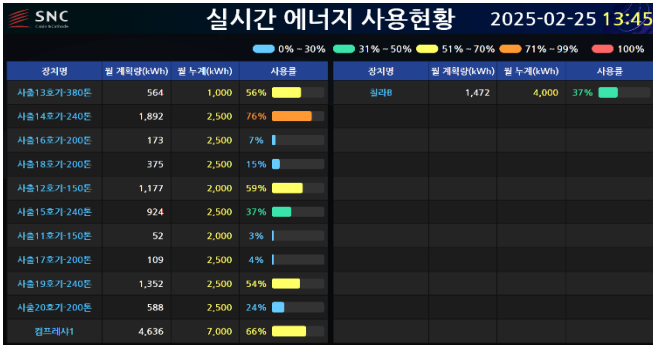 SNC
실시간 에너지 사용현황
2025-02-25 13:45
0% ~ 30% 31% ~ 50% 51% ~ 70% 71% ~ 99% 100%
장치명 월 계획량(kWh) 월 누계(kWh) 사용률 장치명 월 계획량(kWh) 월 누계(kWh) 사용률
사출13호기-380톤 564 1,000 56% 칠라B 1,472 4,000 37%
사출14호기-240톤 1,892 2,500 76%
사출16호기-200톤 173 2,500 7%
사출18호기-200톤 375 2,500 15%
사출12호기-150톤 1,177 2,000 59%
사출15호기-240톤 924 2,500 37%
사출11호기-150톤 52 2,000 3%
사출17호기-200톤 109 2,500 4%
사출19호기-240톤 1,352 2,500 54%
사출20호기-200톤 588 2,500 24%
컴프레샤1 4,636 7,000 66%